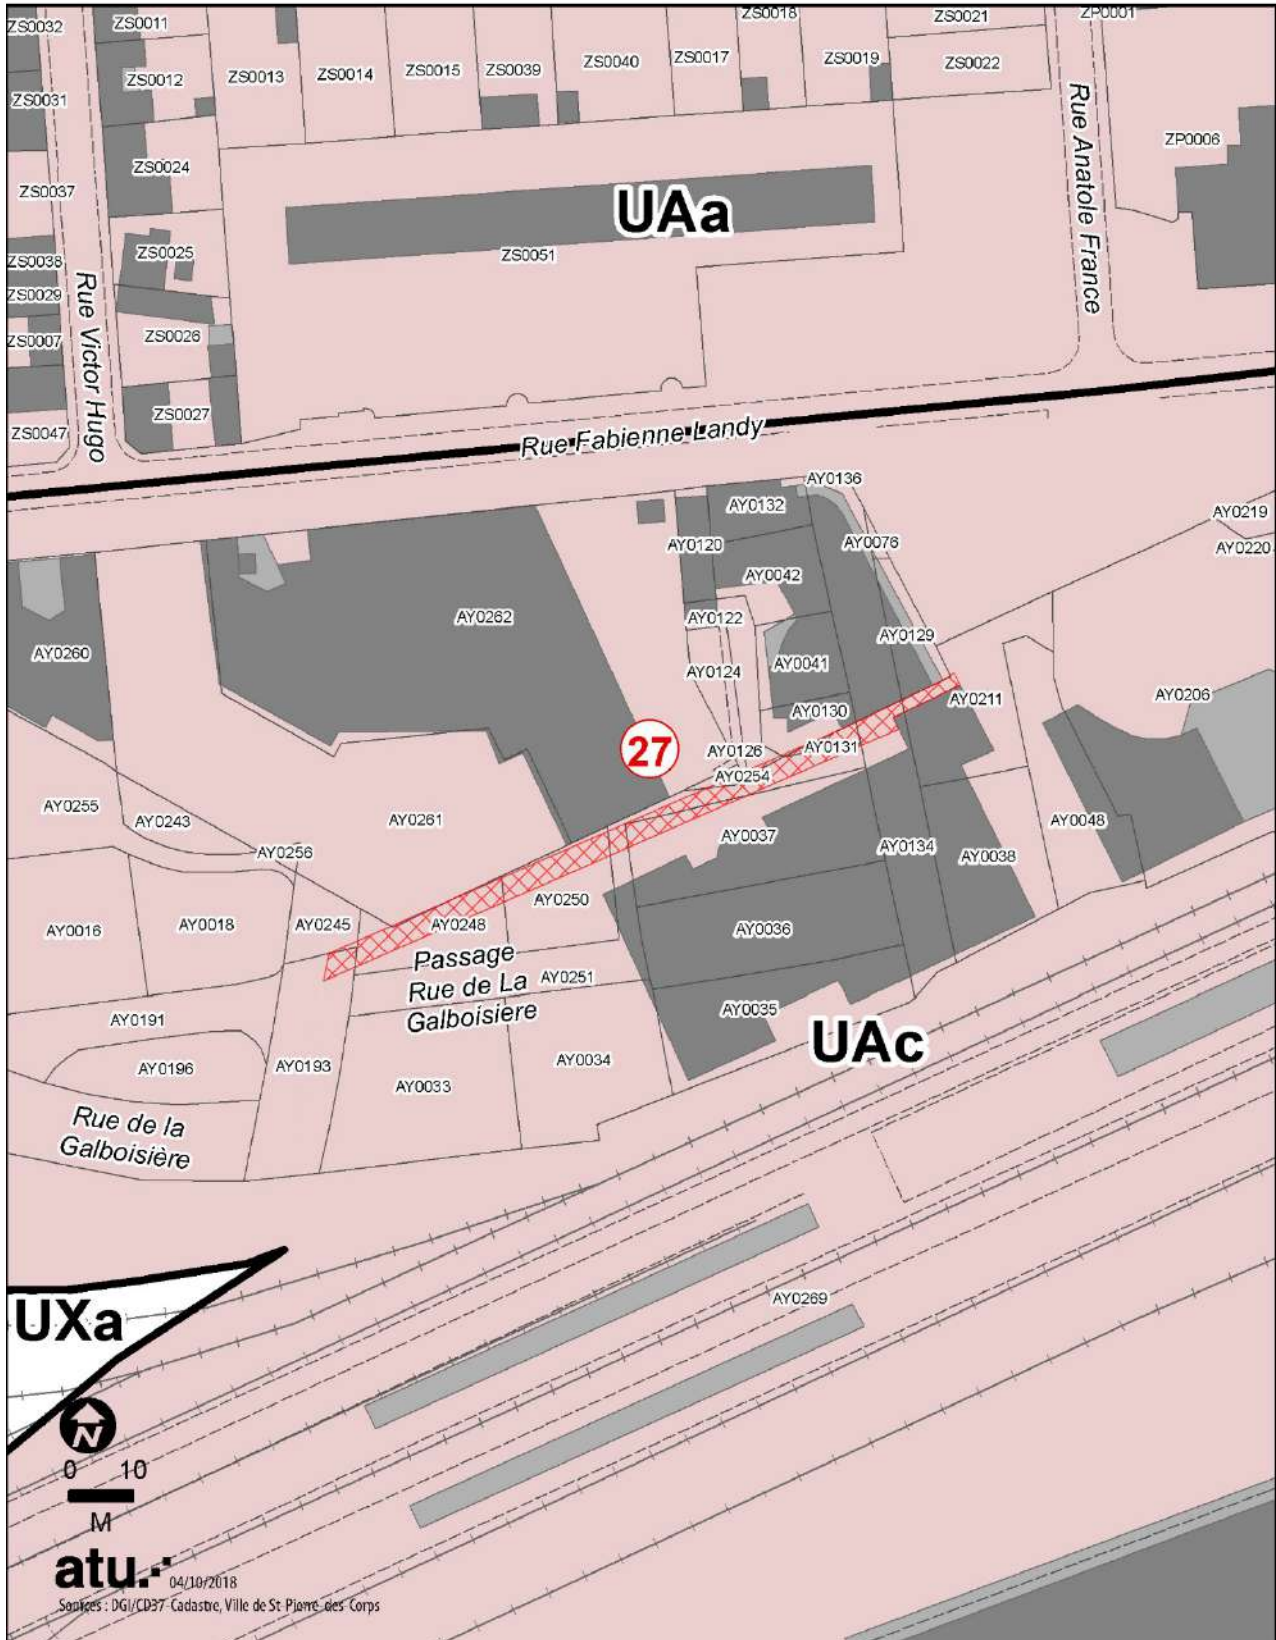 ZS0032
ZS0011
ZS0018
ZS0021
ZP0001
ZS0012
ZS0013
ZS0014
ZS0015
ZS0039
ZS0040
ZS0017
ZS0019
ZS0022
ZS0031
Rue Anatole France
ZP0006
ZS0024
ZS0037
UAa
ZS0025
ZS0051
ZS0038
ZS0029
Rue Victor Hugo
ZS0007
ZS0026
ZS0027
ZS0047
Rue Fabienne Landy
AY0136
AY0132
AY0219
AY0120
AY0076
AY0220
AY0042
AY0262
AY0122
AY0129
AY0260
AY0124
AY0041
AY0211
AY0206
AY0130
27
AY0126
AY0131
AY0254
AY0255
AY0243
AY0261
AY0037
AY0048
AY0256
AY0134
AY0038
AY0250
AY0016
AY0018
AY0245
AY0248
AY0036
Passage
Rue de La
Galboisiere
AY0251
AY0191
AY0035
UAc
AY0196
AY0193
AY0033
AY0034
Rue de la
Galboisière
AY0269
UXa
N
0 10
M
atu
04/10/2018
Sources : DGI/CD37-Cadastre, Ville de St-Pierre-des-Corps